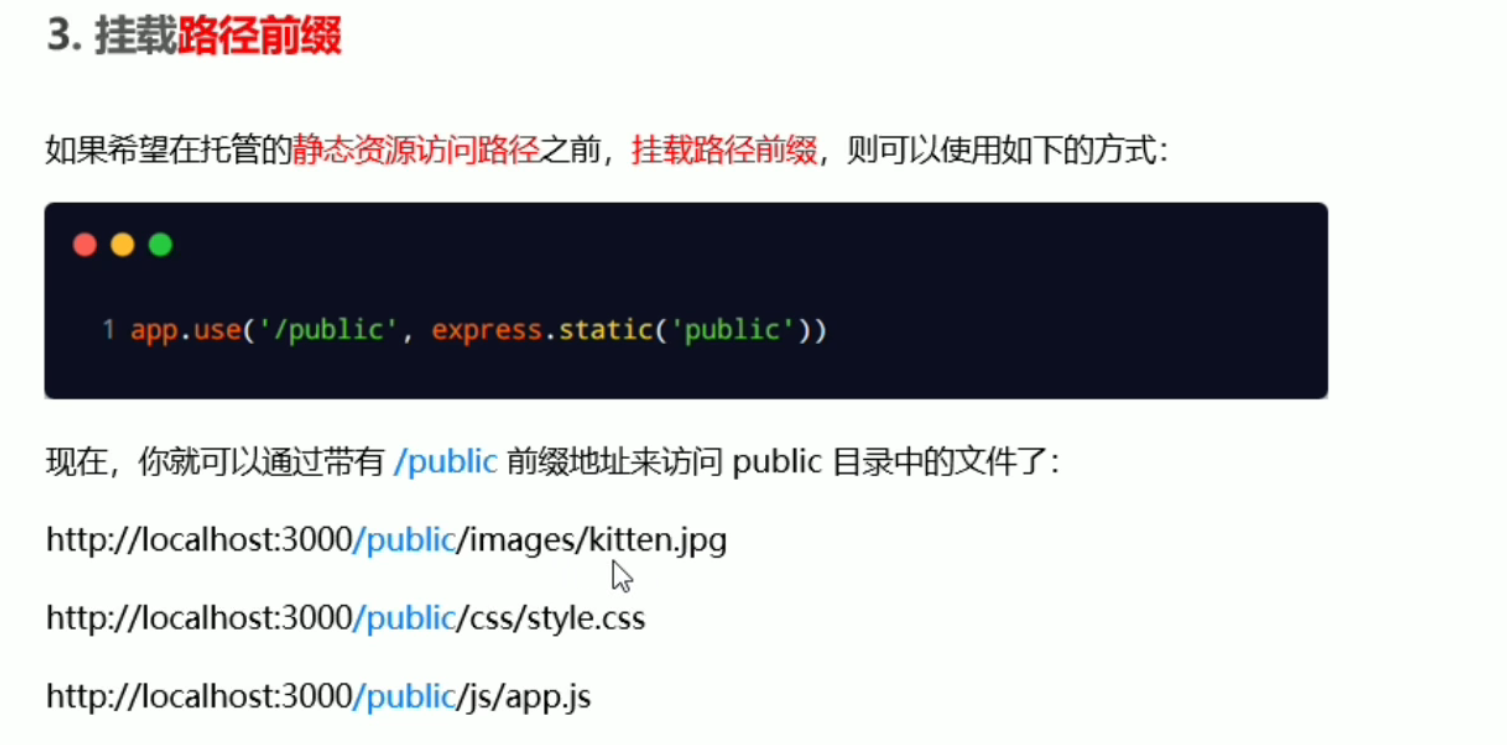 3. 挂载路径前缀
如果希望在托管的静态资源访问路径之前，挂载路径前缀，则可以使用如下的方式：
1 app.use('/public', express.static('public'))
现在，你就可以通过带有 /public 前缀地址来访问 public 目录中的文件了：
http://localhost:3000/public/images/kitten.jpg
http://localhost:3000/public/css/style.css
http://localhost:3000/public/js/app.js